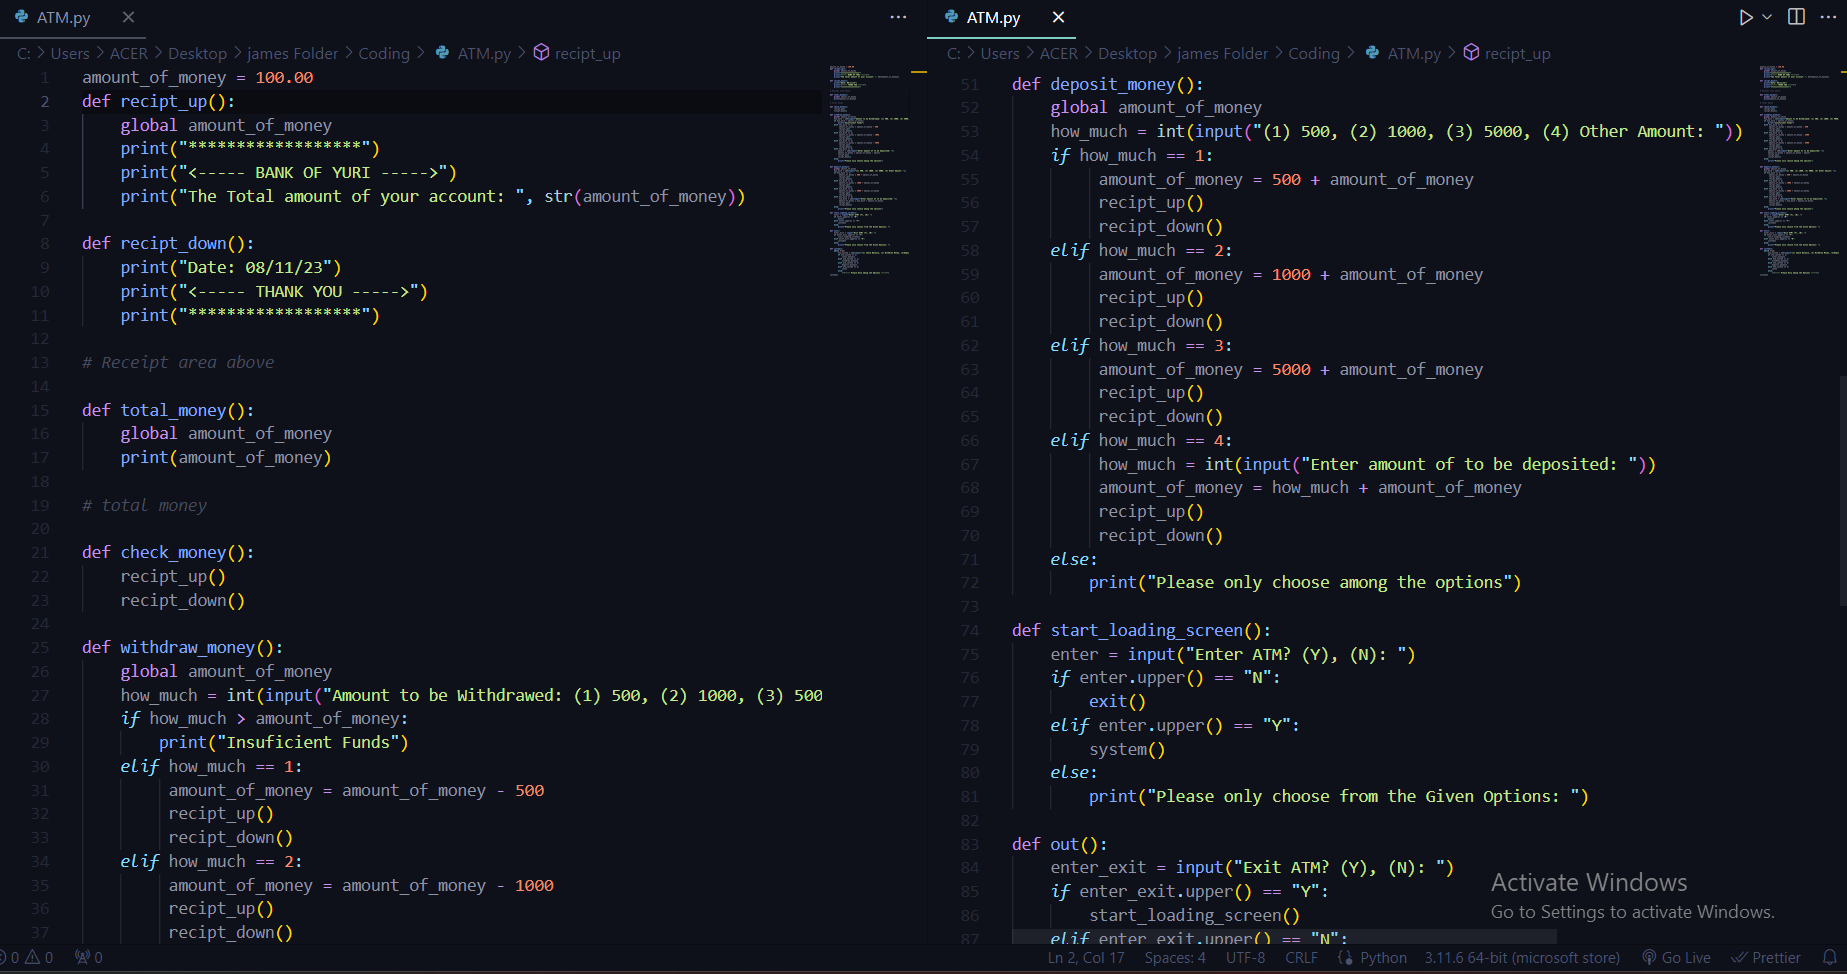 ATM.py
C: > Users > ACER > Desktop > james Folder > Coding > ATM.py > recipt_up
1 amount_of_money = 100.00
2 def recipt_up():
3 global amount_of_money
4 print("******************")
5 print("<----- BANK OF YURI ----->")
6 print("The Total amount of your account: ", str(amount_of_money))
7
8 def recipt_down():
9 print("Date: 08/11/23")
10 print("<----- THANK YOU ----->")
11 print("******************")
12
13 # Receipt area above
14
15 def total_money():
16 global amount_of_money
17 print(amount_of_money)
18
19 # total money
20
21 def check_money():
22 recipt_up()
23 recipt_down()
24
25 def withdraw_money():
26 global amount_of_money
27 how_much = int(input("Amount to be Withdrawed: (1) 500, (2) 1000, (3) 500
28 if how_much > amount_of_money:
29 print("Insuficient Funds")
30 elif how_much == 1:
31 amount_of_money = amount_of_money - 500
32 recipt_up()
33 recipt_down()
34 elif how_much == 2:
35 amount_of_money = amount_of_money - 1000
36 recipt_up()
37 recipt_down()
ATM.py
C: > Users > ACER > Desktop > james Folder > Coding > ATM.py > recipt_up
51 def deposit_money():
52 global amount_of_money
53 how_much = int(input("(1) 500, (2) 1000, (3) 5000, (4) Other Amount: "))
54 if how_much == 1:
55 amount_of_money = 500 + amount_of_money
56 recipt_up()
57 recipt_down()
58 elif how_much == 2:
59 amount_of_money = 1000 + amount_of_money
60 recipt_up()
61 recipt_down()
62 elif how_much == 3:
63 amount_of_money = 5000 + amount_of_money
64 recipt_up()
65 recipt_down()
66 elif how_much == 4:
67 how_much = int(input("Enter amount of to be deposited: "))
68 amount_of_money = how_much + amount_of_money
69 recipt_up()
70 recipt_down()
71 else:
72 print("Please only choose among the options")
73
74 def start_loading_screen():
75 enter = input("Enter ATM? (Y), (N): ")
76 if enter.upper() == "N":
77 exit()
78 elif enter.upper() == "Y":
79 system()
80 else:
81 print("Please only choose from the Given Options: ")
82
83 def out():
84 enter_exit = input("Exit ATM? (Y), (N): ")
85 if enter_exit.upper() == "Y":
86 start_loading_screen()
87 elif enter_exit.upper() == "N":
Activate Windows
Go to Settings to activate Windows.
0 0 0 Ln 2, Col 17 Spaces: 4 UTF-8 CRLF Python 3.11.6 64-bit (microsoft store) Go Live Prettier